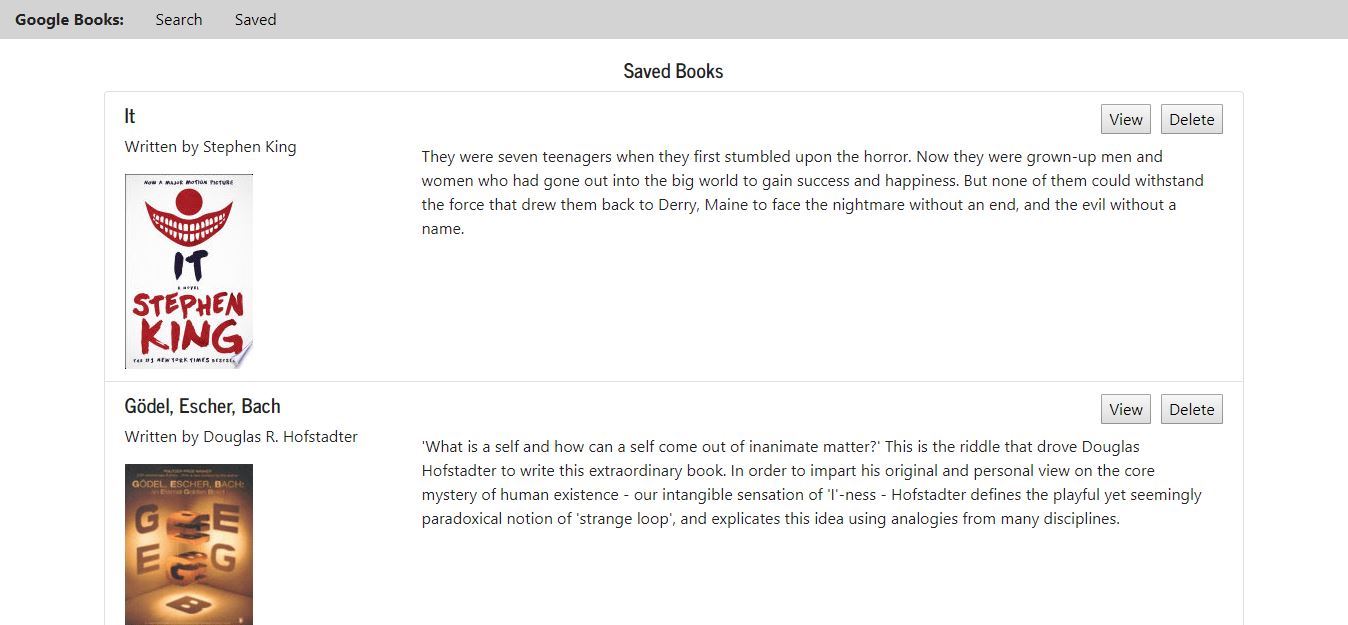 Google Books: Search Saved
Saved Books
It
View Delete
Written by Stephen King
They were seven teenagers when they first stumbled upon the horror. Now they were grown-up men and
women who had gone out into the big world to gain success and happiness. But none of them could withstand
the force that drew them back to Derry, Maine to face the nightmare without an end, and the evil without a
name.
NOW A MAJOR MOTION PICTURE
IT
A NOVEL
STEPHEN
KING
THE #1 NEW YORK TIMES
Gödel, Escher, Bach
View Delete
Written by Douglas R. Hofstadter
'What is a self and how can a self come out of inanimate matter?' This is the riddle that drove Douglas
Hofstadter to write this extraordinary book. In order to impart his original and personal view on the core
mystery of human existence - our intangible sensation of 'I'-ness - Hofstadter defines the playful yet seemingly
paradoxical notion of 'strange loop', and explicates this idea using analogies from many disciplines.
GÖDEL, ESCHER, BACH:
an Eternal Golden Braid
G E
E G
B